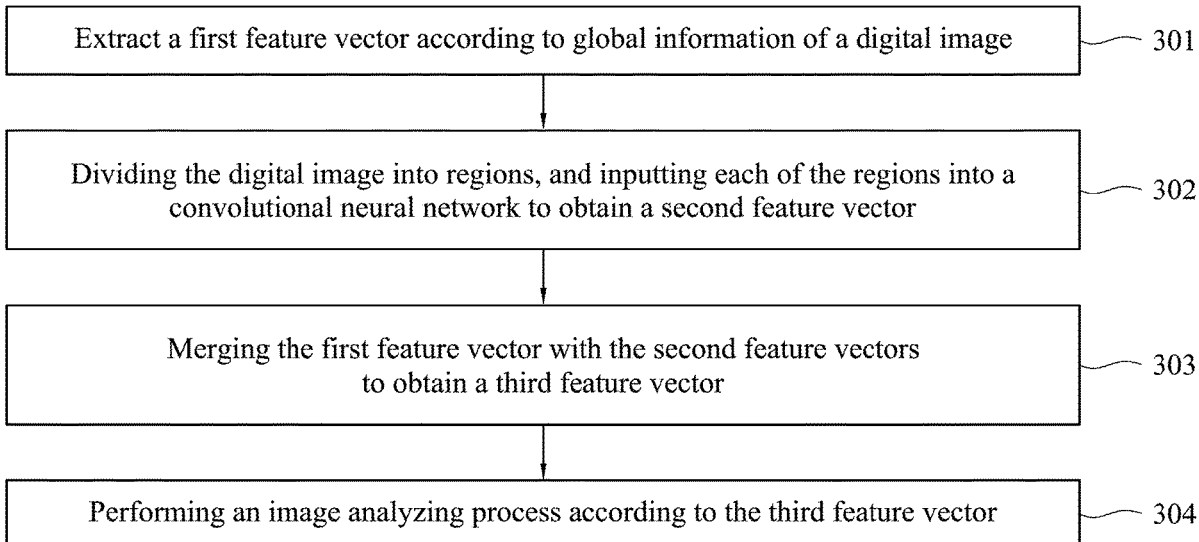 Extract a first feature vector according to global information of a digital image
301
Dividing the digital image into regions, and inputting each of the regions into a
convolutional neural network to obtain a second feature vector
302
Merging the first feature vector with the second feature vectors
to obtain a third feature vector
303
Performing an image analyzing process according to the third feature vector
304